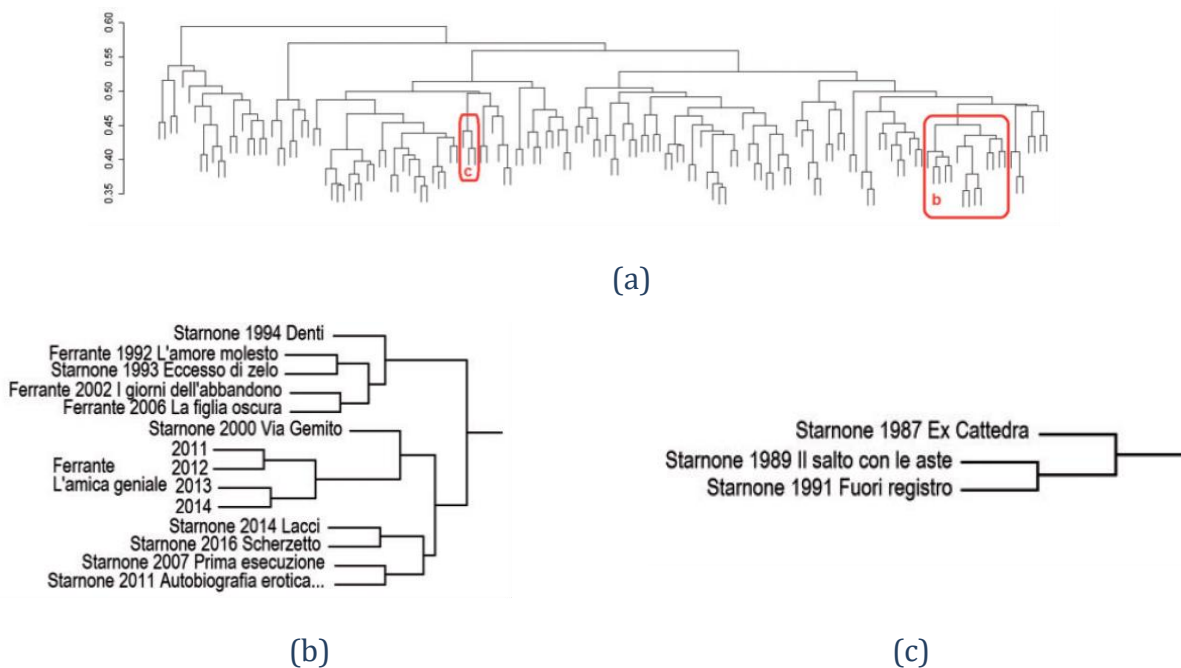 0.60
0.55
0.50
0.45
0.40
0.35
c
b
(a)
Starnone 1994 Denti
Ferrante 1992 L'amore molesto
Starnone 1993 Eccesso di zelo
Ferrante 2002 I giorni dell'abbandono
Ferrante 2006 La figlia oscura
Starnone 2000 Via Gemito
2011
Ferrante 2012
L'amica geniale 2013
2014
Starnone 2014 Lacci
Starnone 2016 Scherzetto
Starnone 2007 Prima esecuzione
Starnone 2011 Autobiografia erotica...
(b)
Starnone 1987 Ex Cattedra
Starnone 1989 Il salto con le aste
Starnone 1991 Fuori registro
(c)